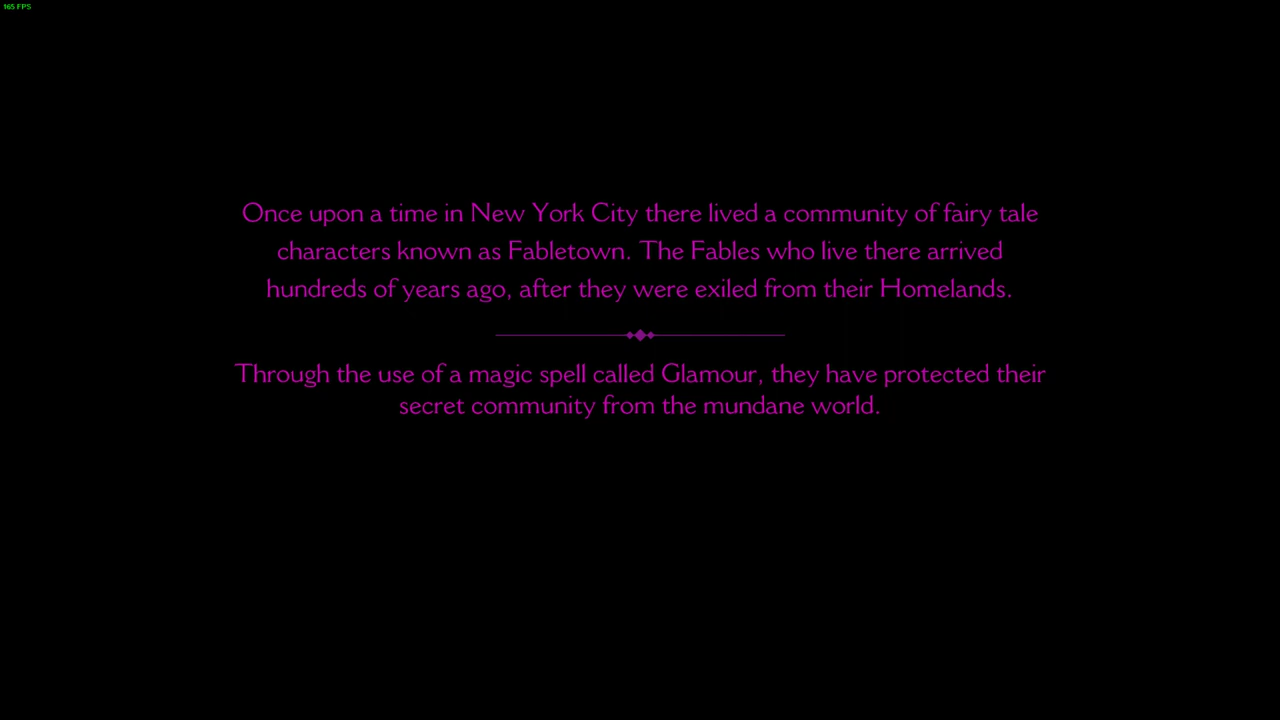 165 FPS
Once upon a time in New York City there lived a community of fairy tale
characters known as Fabletown. The Fables who live there arrived
hundreds of years ago, after they were exiled from their Homelands.
Through the use of a magic spell called Glamour, they have protected their
secret community from the mundane world.